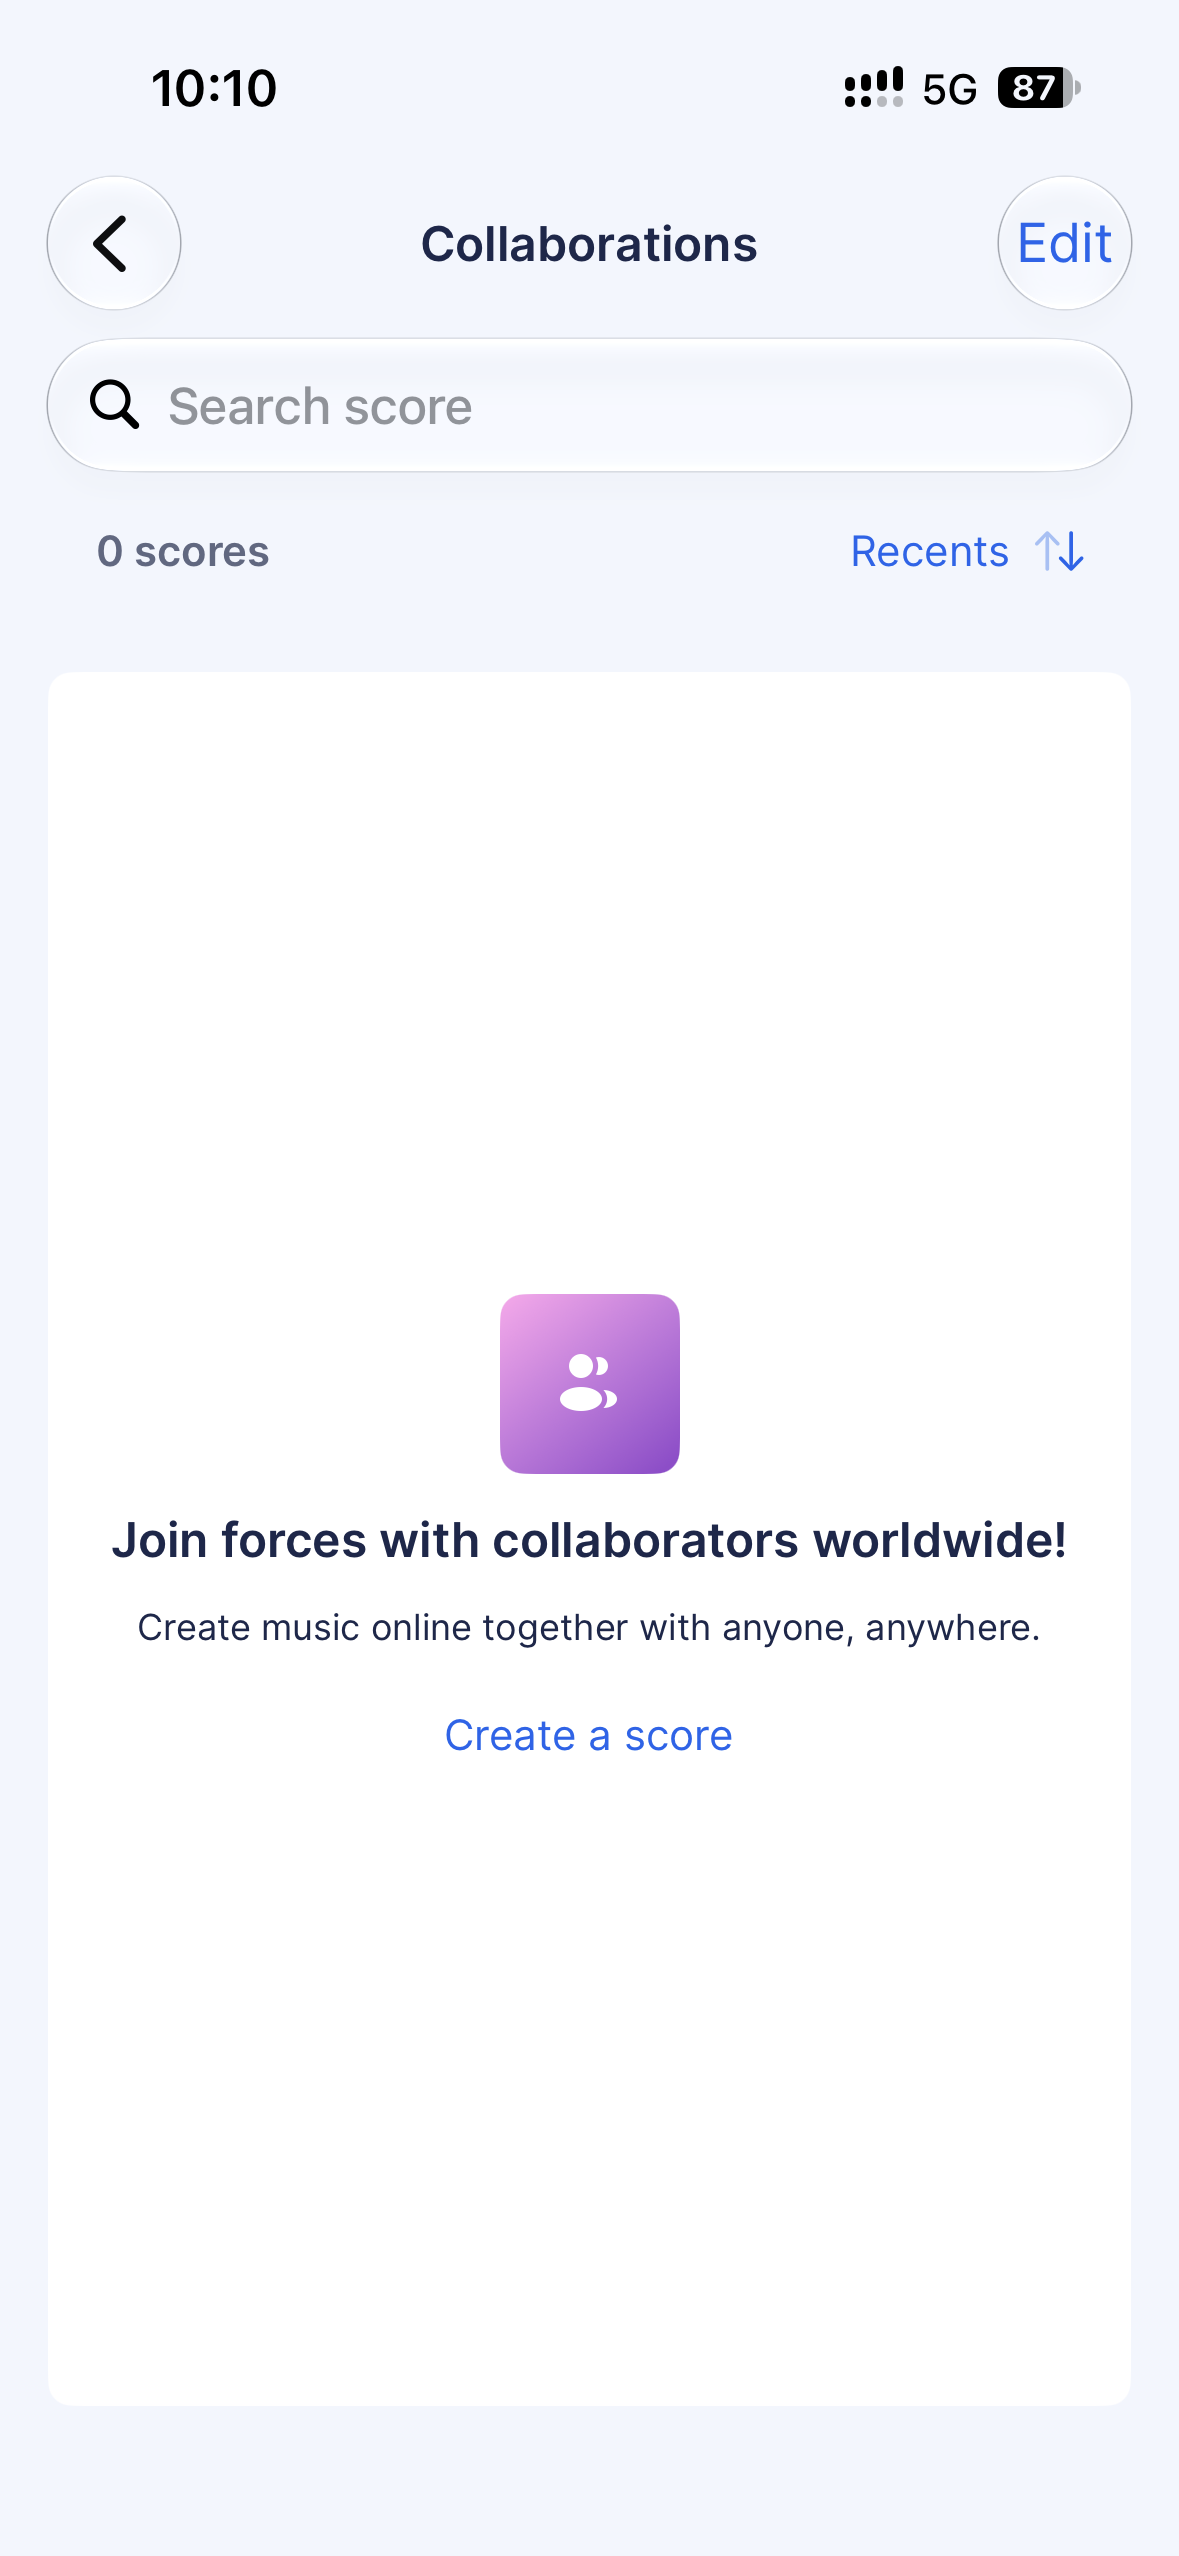 10:10 5G 87
Collaborations Edit
Search score
0 scores Recents
Join forces with collaborators worldwide!
Create music online together with anyone, anywhere.
Create a score